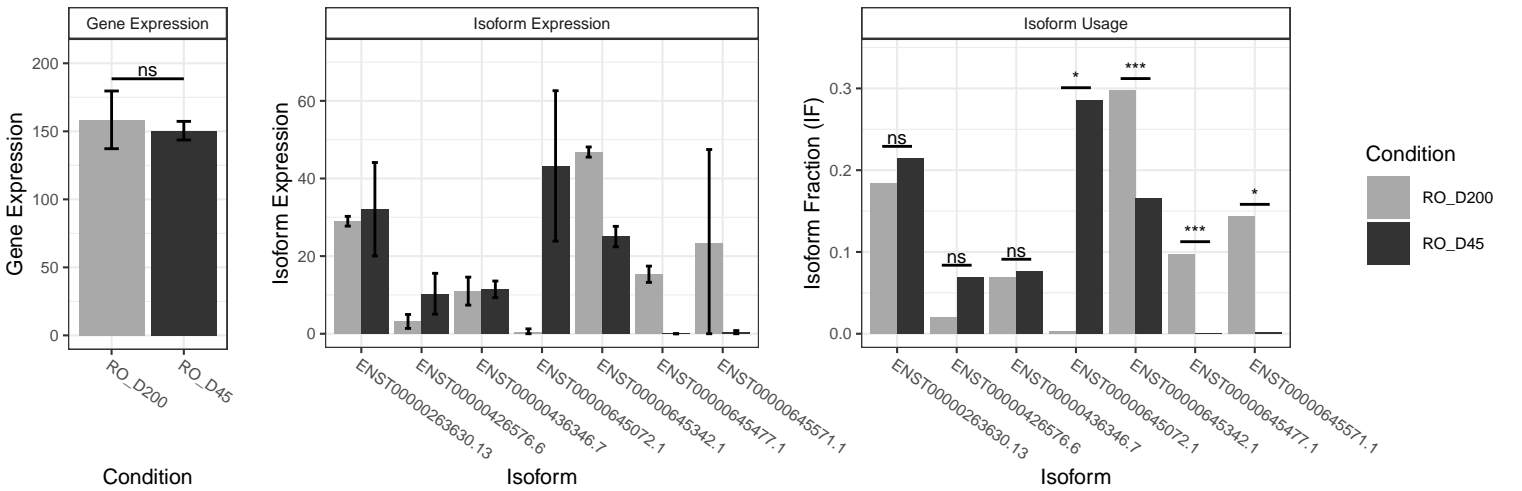 Gene Expression
Isoform Expression
Isoform Usage
Gene Expression
200
150
100
50
0
ns
RO_D200
RO_D45
Condition
Isoform Expression
60
40
20
0
ENST00000263630.13
ENST00000426576.6
ENST00000436346.7
ENST00000645072.1
ENST00000645342.1
ENST00000645477.1
ENST00000645571.1
Isoform
Isoform Fraction (IF)
0.3
0.2
0.1
0.0
ns
ns
ns
*
***
***
*
ENST00000263630.13
ENST00000426576.6
ENST00000436346.7
ENST00000645072.1
ENST00000645342.1
ENST00000645477.1
ENST00000645571.1
Isoform
Condition
RO_D200
RO_D45